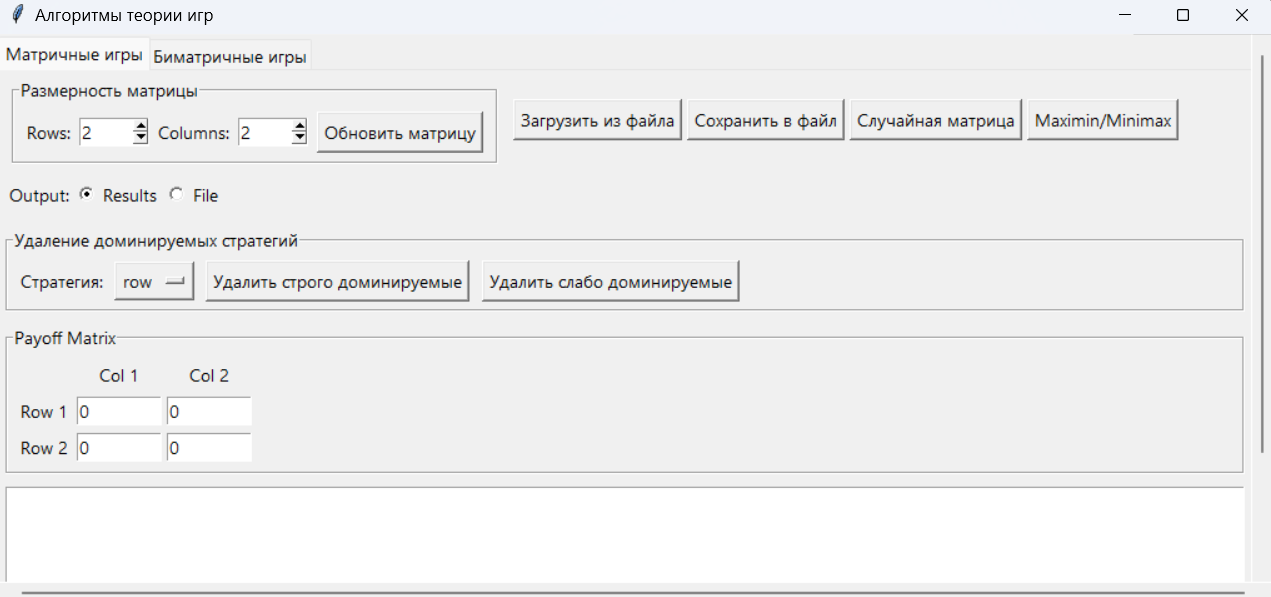 Алгоритмы теории игр
Матричные игры Биматричные игры
Размерность матрицы
Rows: 2 Columns: 2 Обновить матрицу Загрузить из файла Сохранить в файл Случайная матрица Maximin/Minimax
Output: Results File
Удаление доминируемых стратегий
Стратегия: row Удалить строго доминируемые Удалить слабо доминируемые
Payoff Matrix
Col 1 Col 2
Row 1 0 0
Row 2 0 0